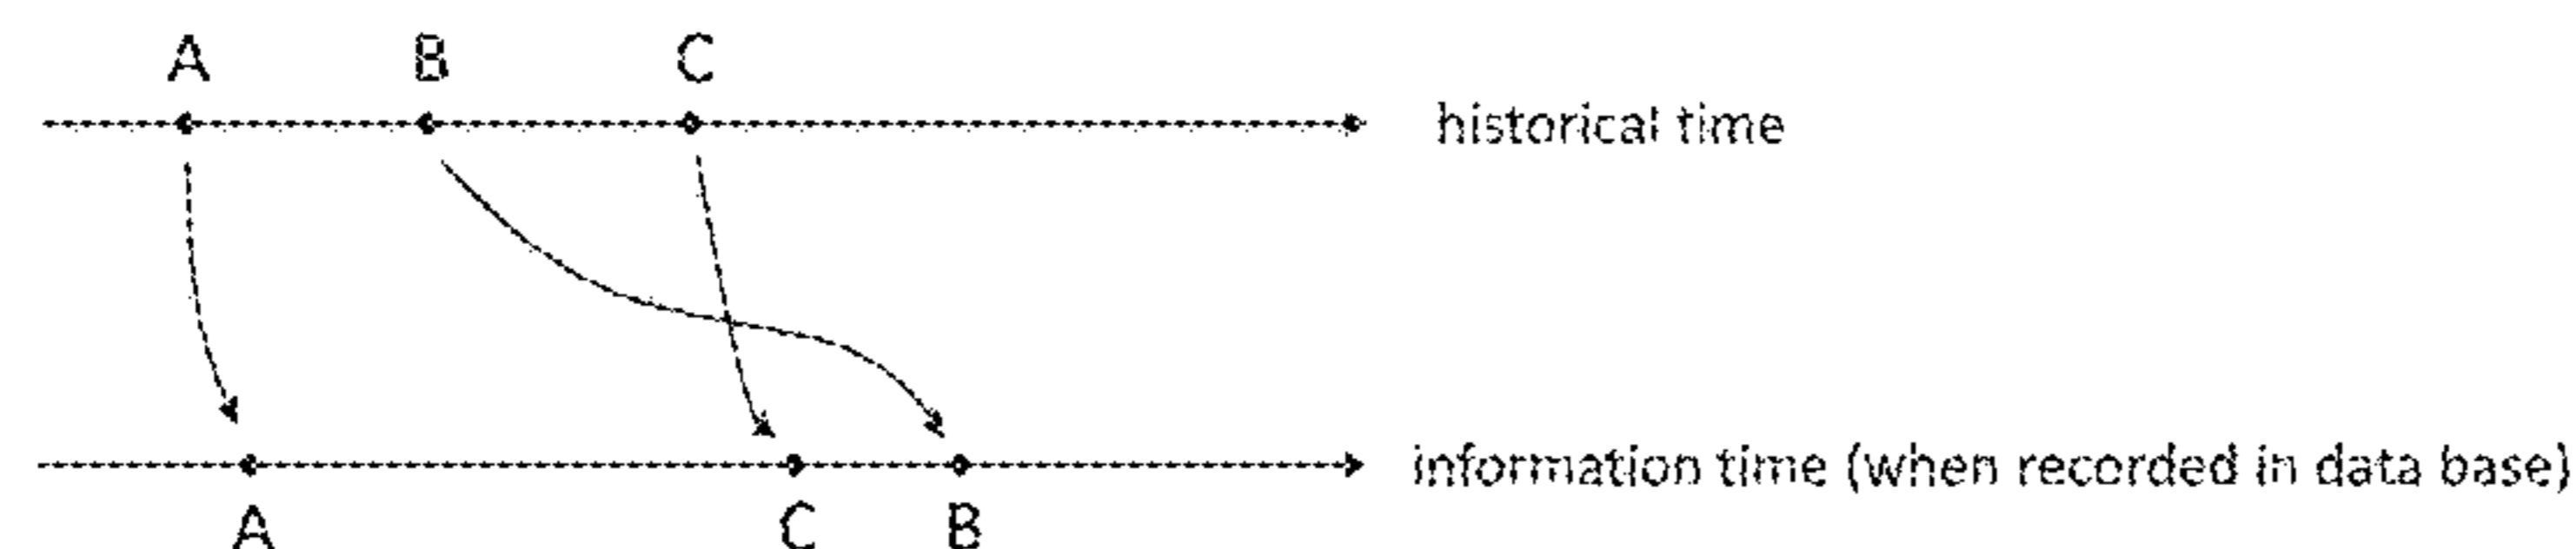 A B C
historical time
information time (when recorded in data base)
A C B